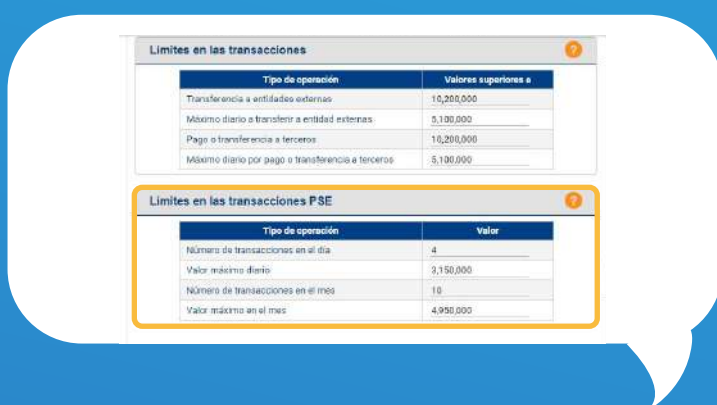 Límites en las transacciones ?
Tipo de operación Valores superiores a
Transferencia a entidades externas 10,200,000
Máximo diario a transferir a entidad externas 5,100,000
Pago o transferencia a terceros 10,200,000
Máximo diario por pago o transferencia a terceros 5,100,000
Límites en las transacciones PSE ?
Tipo de operación Valor
Número de transacciones en el día 4
Valor máximo diario 3,150,000
Número de transacciones en el mes 10
Valor máximo en el mes 4,950,000